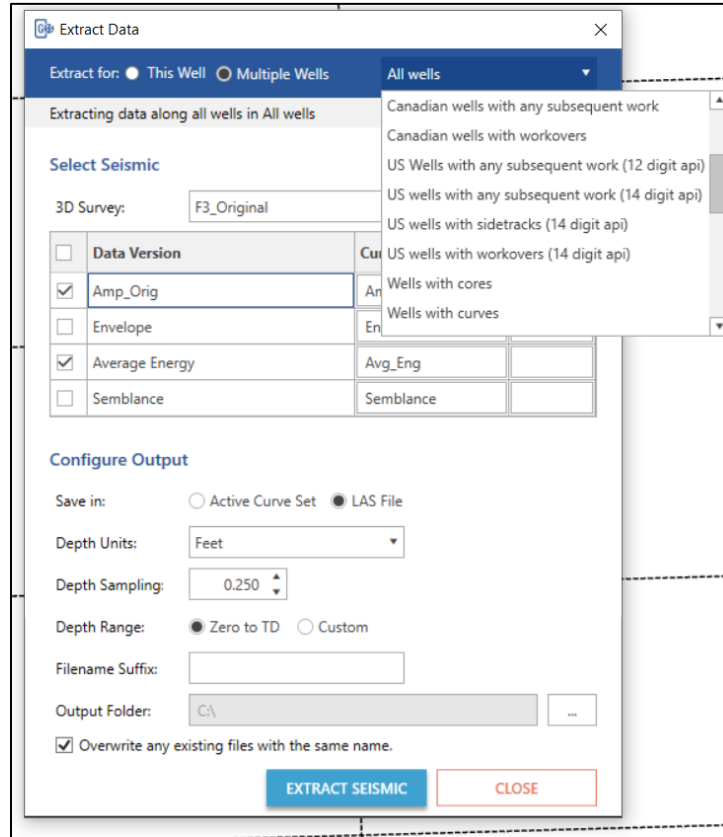 Extract Data
Extract for: This Well Multiple Wells All wells
Extracting data along all wells in All wells
Canadian wells with any subsequent work
Canadian wells with workovers
US Wells with any subsequent work (12 digit api)
US wells with any subsequent work (14 digit api)
US wells with sidetracks (14 digit api)
US wells with workovers (14 digit api)
Wells with cores
Wells with curves
Select Seismic
3D Survey: F3_Original
Data Version Cu
Amp_Orig A
Envelope En
Average Energy Avg_Eng
Semblance Semblance
Configure Output
Save in: Active Curve Set LAS File
Depth Units: Feet
Depth Sampling: 0.250
Depth Range: Zero to TD Custom
Filename Suffix:
Output Folder: C:\ ...
Overwrite any existing files with the same name.
EXTRACT SEISMIC CLOSE